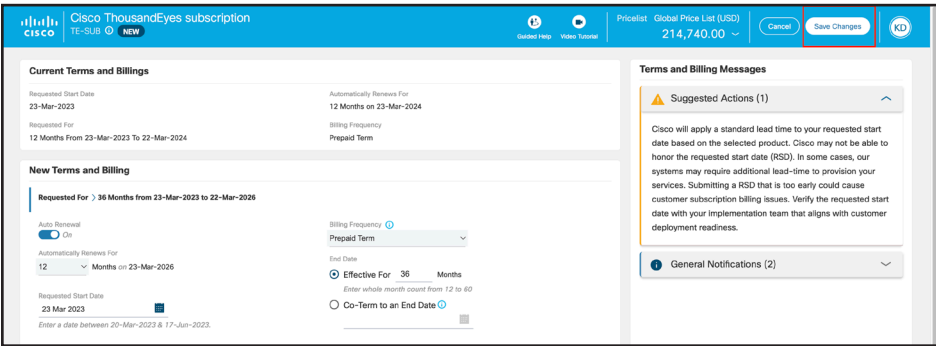 CISCO
Cisco ThousandEyes subscription
TE-SUB NEW
Guided Help
Video Tutorial
Pricelist Global Price List (USD)
214,740.00
Cancel
Save Changes
KD
Current Terms and Billings
Requested Start Date
23-Mar-2023
Automatically Renews For
12 Months on 23-Mar-2024
Requested For
12 Months From 23-Mar-2023 To 22-Mar-2024
Billing Frequency
Prepaid Term
New Terms and Billing
Requested For > 36 Months from 23-Mar-2023 to 22-Mar-2026
Auto Renewal
On
Automatically Renews For
12 Months on 23-Mar-2026
Requested Start Date
23 Mar 2023
Enter a date between 20-Mar-2023 & 17-Jun-2023.
Billing Frequency
Prepaid Term
End Date
Effective For 36 Months
Enter whole month count from 12 to 60
Co-Term to an End Date
Terms and Billing Messages
Suggested Actions (1)
Cisco will apply a standard lead time to your requested start
date based on the selected product. Cisco may not be able to
honor the requested start date (RSD). In some cases, our
systems may require additional lead-time to provision your
services. Submitting a RSD that is too early could cause
customer subscription billing issues. Verify the requested start
date with your implementation team that aligns with customer
deployment readiness.
General Notifications (2)